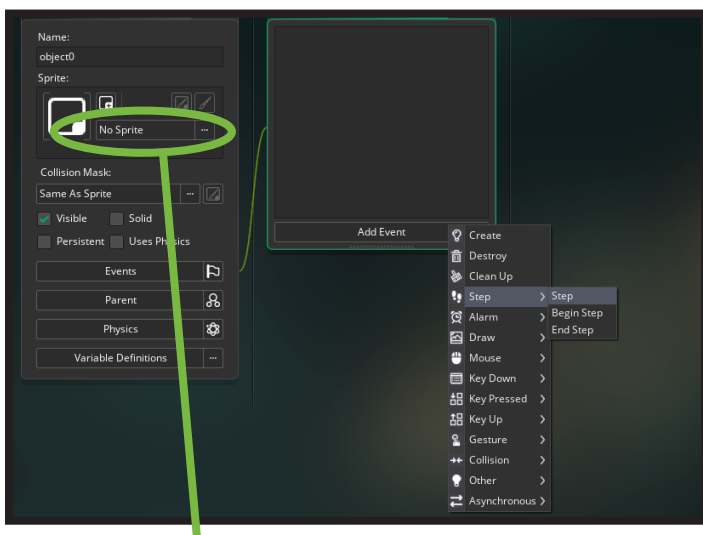 Name:
object0
Sprite:
No Sprite
...
Collision Mask:
Same As Sprite
...
Visible
Solid
Persistent
Uses Physics
Events
Parent
Physics
Variable Definitions
...
Add Event
Create
Destroy
Clean Up
Step
Step
Begin Step
End Step
Alarm
Draw
Mouse
Key Down
Key Pressed
Key Up
Gesture
Collision
Other
Asynchronous